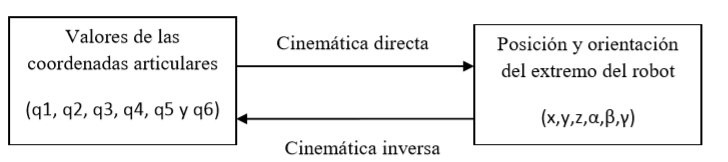 Valores de las
coordenadas articulares
(q1, q2, q3, q4, q5 y q6)
Cinemática directa
Cinemática inversa
Posición y orientación
del extremo del robot
(x,y,z,α,β,γ)